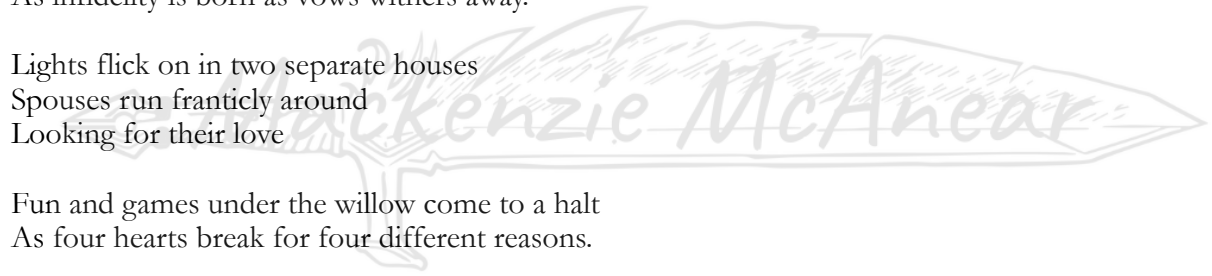 As infidelity is born as vows withers away.
Lights flick on in two separate houses
Spouses run franticly around
Looking for their love
Mackenzie McAnear
Fun and games under the willow come to a halt
As four hearts break for four different reasons.